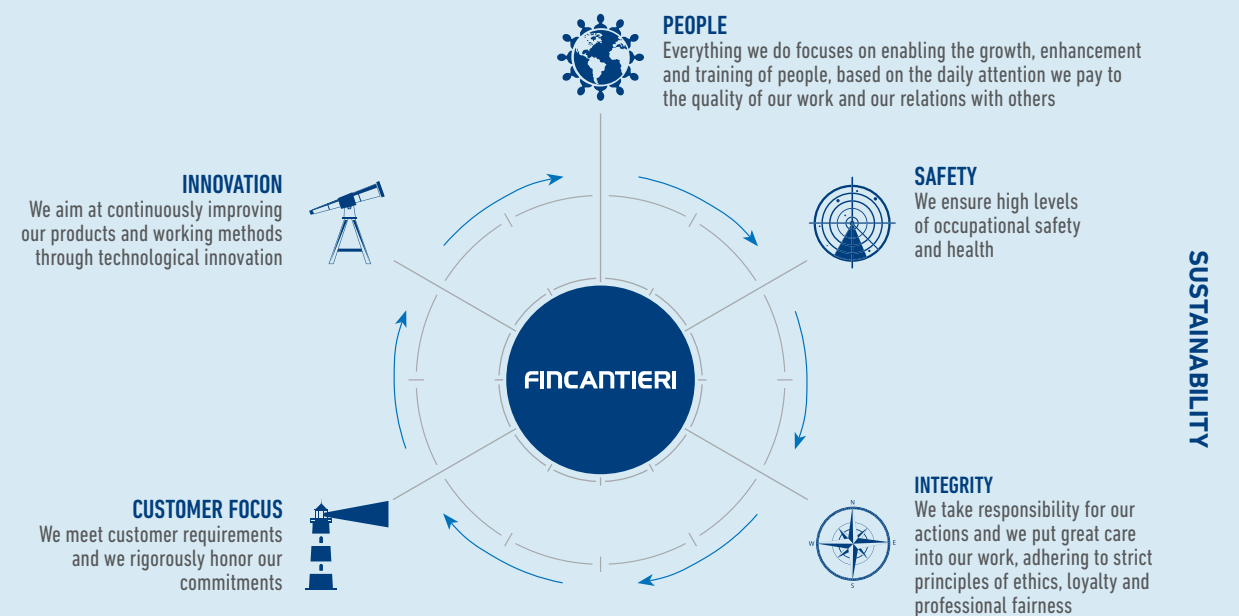 PEOPLE
Everything we do focuses on enabling the growth, enhancement
and training of people, based on the daily attention we pay to
the quality of our work and our relations with others
INNOVATION
We aim at continuously improving
our products and working methods
through technological innovation
SAFETY
We ensure high levels
of occupational safety
and health
SUSTAINABILITY
FINCANTIERI
CUSTOMER FOCUS
We meet customer requirements
and we rigorously honor our
commitments
INTEGRITY
We take responsibility for our
actions and we put great care
into our work, adhering to strict
principles of ethics, loyalty and
professional fairness
N
W
E
S